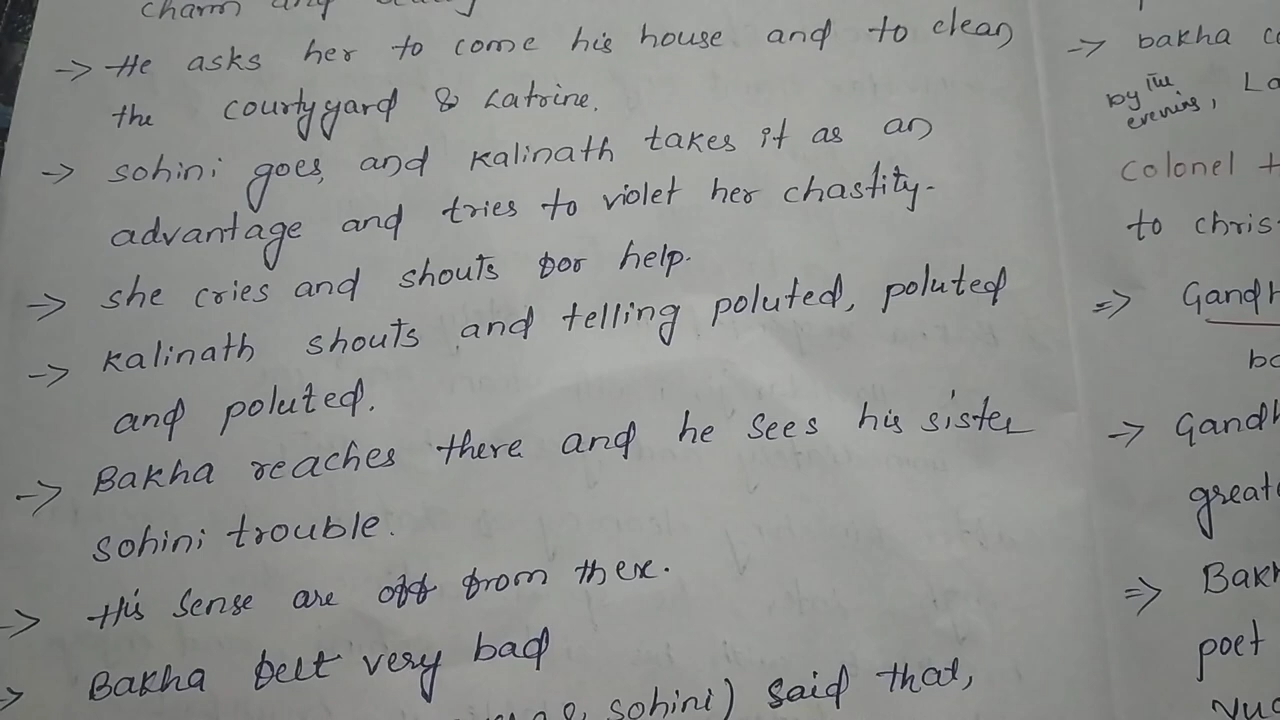 charm and
-> He asks her to come his house and to clean
the courtygard & Latrine.
-> sohini goes, and Kalinath takes it as an
advantage and tries to violet her chastity.
-> she cries and shouts for help.
-> Kalinath shouts and telling poluted, poluted
and poluted.
-> Bakha reaches there and he sees his sister
sohini trouble.
-> His sense are off from there.
-> Bakha felt very bad
sohini) said that,
-> bakha
by the
evening,
colonel
to chris
=> Gandh
-> Gandh
great
=> Bakh
poet